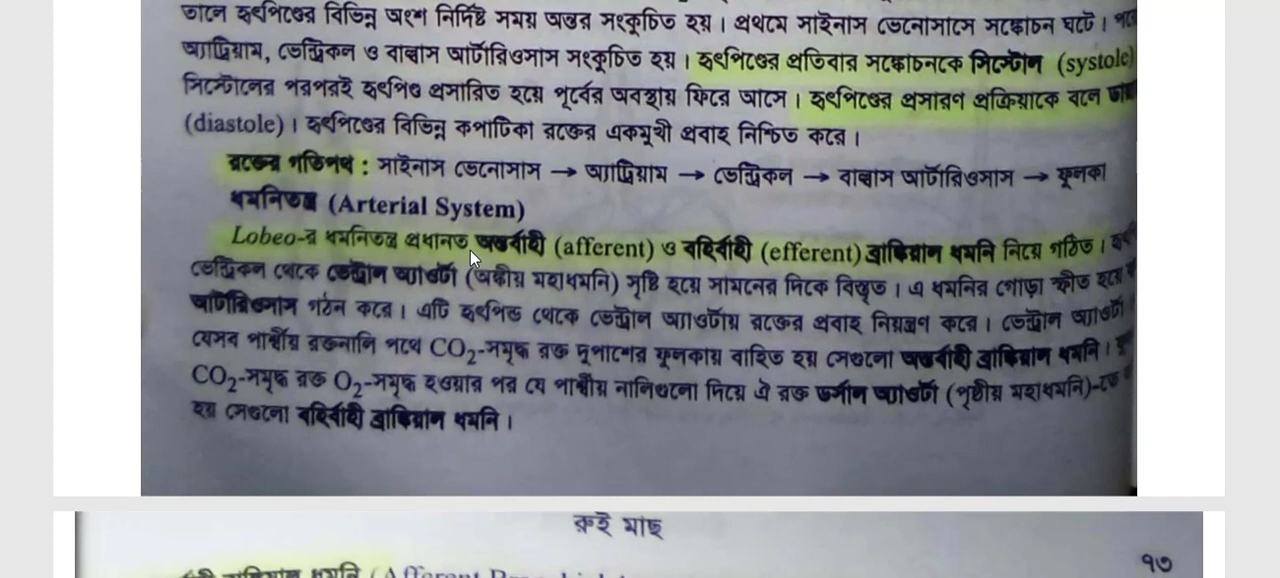 তালে হৃৎপিণ্ডের বিভিন্ন অংশ নির্দিষ্ট সময় অন্তর সংকুচিত হয়। প্রথমে সাইনাস ভেনোসাসে সঙ্কোচন ঘটে।
অ্যাট্রিয়াম, ভেন্ট্রিকল ও বাল্বাস আর্টারিওসাস সংকুচিত হয়। হৃৎপিণ্ডের প্রতিবার সঙ্কোচনকে সিস্টোল (systole)
সিস্টোলের পরপরই হৃৎপিণ্ড প্রসারিত হয়ে পূর্বের অবস্থায় ফিরে আসে। হৃৎপিণ্ডের প্রসারণ প্রক্রিয়াকে বলে
(diastole)। হৃৎপিণ্ডের বিভিন্ন কপাটিকা রক্তের একমুখী প্রবাহ নিশ্চিত করে।
রক্তের গতিপথ : সাইনাস ভেনোসাস → অ্যাট্রিয়াম → ভেন্ট্রিকল → বাল্বাস আর্টারিওসাস → ফুলকা
ধমনিতন্ত্র (Arterial System)
Lobeo-র ধমনিতন্ত্র প্রধানত অন্তর্বাহী (afferent) ও বহির্বাহী (efferent) ব্রাঙ্কিয়াল ধমনি নিয়ে গঠিত।
ভেন্ট্রিকল থেকে ভেন্ট্রাল অ্যাওর্টা (অঙ্কীয় মহাধমনি) সৃষ্টি হয়ে সামনের দিকে বিস্তৃত। এ ধমনির গোড়া স্ফীত হয়ে
আর্টারিওসাস গঠন করে। এটি হৃৎপিন্ড থেকে ভেন্ট্রাল অ্যাওর্টায় রক্তের প্রবাহ নিয়ন্ত্রণ করে। ভেন্ট্রাল অ্যাওর্টা
যেসব পার্শ্বীয় রক্তনালি পথে CO₂-সমৃদ্ধ রক্ত দুপাশের ফুলকায় বাহিত হয় সেগুলো অন্তর্বাহী ব্রাঙ্কিয়াল ধমনি।
CO₂-সমৃদ্ধ রক্ত O₂-সমৃদ্ধ হওয়ার পর যে পার্শ্বীয় নালিগুলো দিয়ে ঐ রক্ত ডর্সাল অ্যাওর্টা (পৃষ্ঠীয় মহাধমনি)-তে
হয় সেগুলো বহির্বাহী ব্রাঙ্কিয়াল ধমনি।
রুই মাছ
৭৩